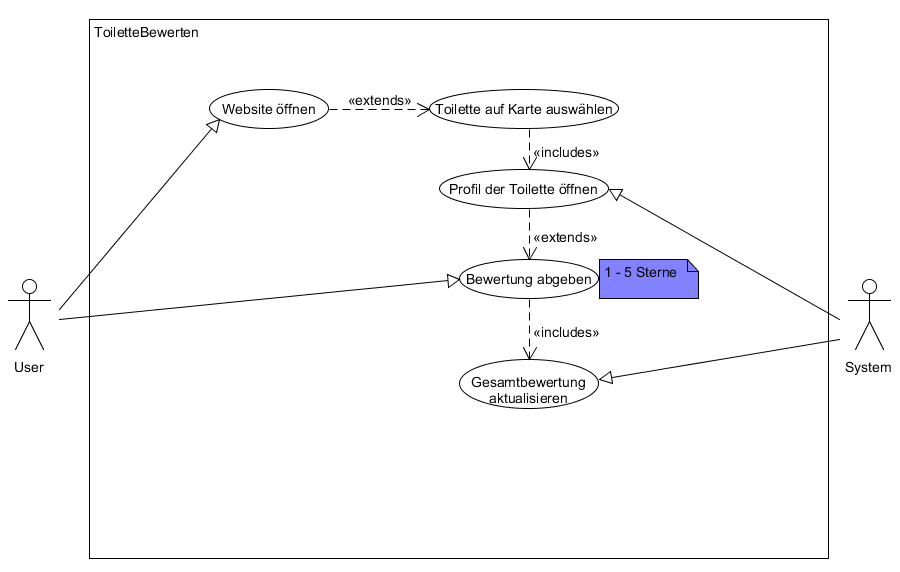 ToiletteBewerten
Website öffnen
«extends»
Toilette auf Karte auswählen
«includes»
Profil der Toilette öffnen
«extends»
Bewertung abgeben
1 - 5 Sterne
«includes»
User
System
Gesamtbewertung
aktualisieren